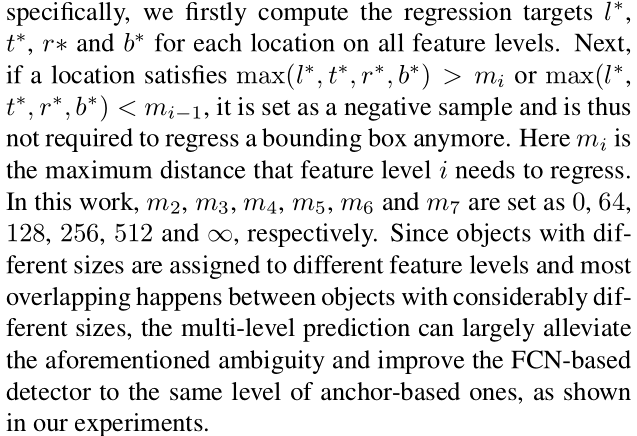 specifically, we firstly compute the regression targets l*,
t*, r∗ and b* for each location on all feature levels. Next,
if a location satisfies max(l*, t*, r*, b*) > m_i or max(l*,
t*, r*, b*) < m_{i−1}, it is set as a negative sample and is thus
not required to regress a bounding box anymore. Here m_i is
the maximum distance that feature level i needs to regress.
In this work, m_2, m_3, m_4, m_5, m_6 and m_7 are set as 0, 64,
128, 256, 512 and ∞, respectively. Since objects with dif-
ferent sizes are assigned to different feature levels and most
overlapping happens between objects with considerably dif-
ferent sizes, the multi-level prediction can largely alleviate
the aforementioned ambiguity and improve the FCN-based
detector to the same level of anchor-based ones, as shown
in our experiments.